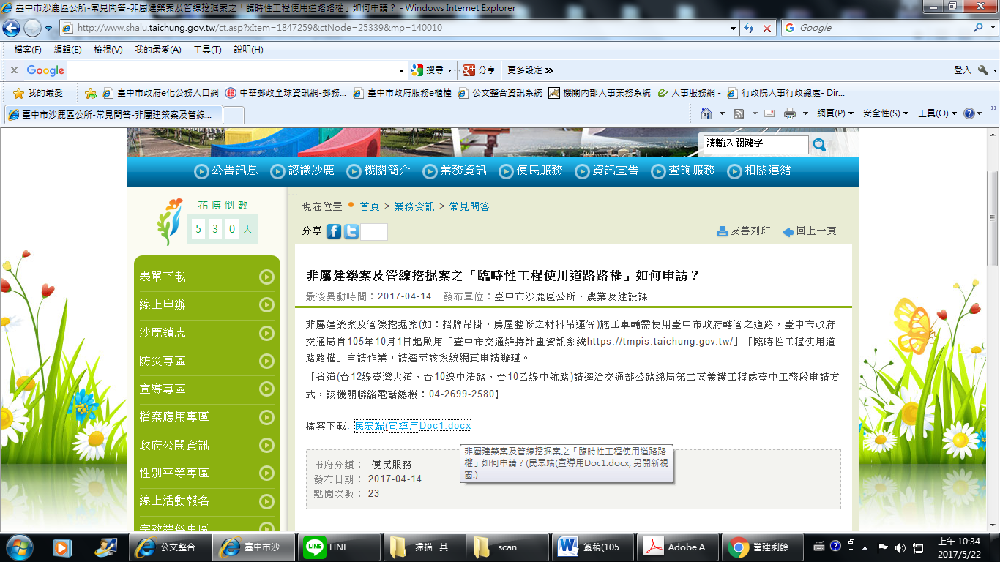 臺中市沙鹿區公所-常見問答-非屬建築案及管線挖掘案之「臨時性工程使用道路路權」如何申請？ - Windows Internet Explorer
http://www.shalu.taichung.gov.tw/ct.asp?xItem=1847259&ctNode=25339&mp=140010
Google
檔案(F) 編輯(E) 檢視(V) 我的最愛(A) 工具(T) 說明(H)
x Google 搜尋 分享 更多設定 » 登入
我的最愛 臺中市政府e化公務入口網 中華郵政全球資訊網-郵務... 臺中市政府服務e櫃檯 公文整合資訊系統 機關內部人事業務系統 人事服務網 - 行政院人事行政總處- Dir...
臺中市沙鹿區公所-常見問答-非屬建築案及管線... 網頁(P) 安全性(S) 工具(O)
請輸入關鍵字
公告訊息 認識沙鹿 機關簡介 業務資訊 便民服務 資訊宣告 查詢服務 相關連結
花博倒數
5 3 0 天
現在位置 首頁 > 業務資訊 > 常見問答
分享 友善列印 回上一頁
表單下載
線上申辦
沙鹿鎮志
防災專區
宣導專區
檔案應用專區
政府公開資訊
性別平等專區
線上活動報名
宗教禮俗專區
非屬建築案及管線挖掘案之「臨時性工程使用道路路權」如何申請？
最後異動時間：2017-04-14 發布單位：臺中市沙鹿區公所‧農業及建設課
非屬建築案及管線挖掘案(如：招牌吊掛、房屋整修之材料吊運等)施工車輛需使用臺中市政府轄管之道路，臺中市政府
交通局自105年10月1日起啟用「臺中市交通維持計畫資訊系統https://tmpis.taichung.gov.tw/」「臨時性工程使用道
路路權」申請作業，請逕至該系統網頁申請辦理。
【省道(台12線臺灣大道、台10線中清路、台10乙線中航路)請逕洽交通部公路總局第二區養護工程處臺中工務段申請方
式，該機關聯絡電話總機：04-2699-2580】
檔案下載: 民眾端(宣導用Doc1.docx
非屬建築案及管線挖掘案之「臨時性工程使用道路路
權」如何申請？(民眾端(宣導用Doc1.docx, 另開新視
窗.)
市府分類： 便民服務
發布日期： 2017-04-14
點閱次數： 23
公文整合... 臺中市沙... LINE 掃描...其... scan 簽稿(105... Adobe A... 營建剩餘...
上午 10:34
2017/5/22